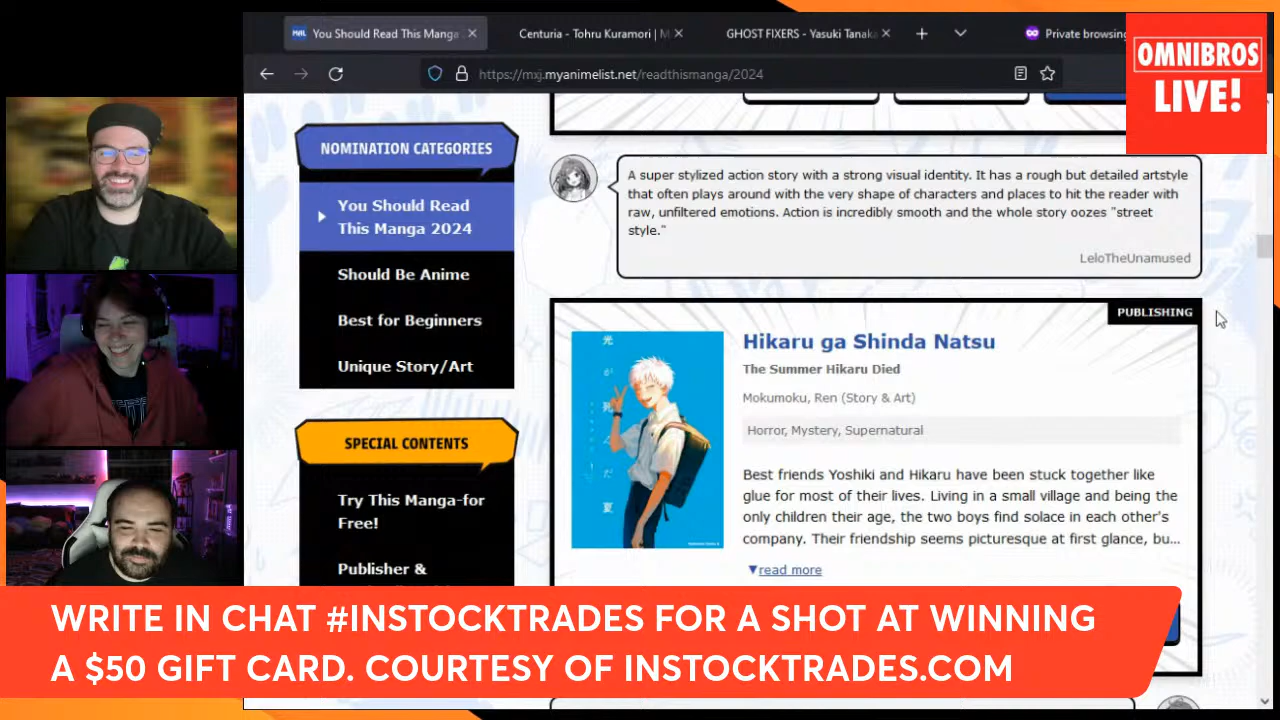 You Should Read This Manga
Centuria - Tohru Kuramori | M
GHOST FIXERS - Yasuki Tanaka
Private browsing
https://mxj.myanimelist.net/readthismanga/2024
OMNIBROS
LIVE!
NOMINATION CATEGORIES
You Should Read
This Manga 2024
Should Be Anime
Best for Beginners
Unique Story/Art
SPECIAL CONTENTS
Try This Manga-for
Free!
Publisher &
A super stylized action story with a strong visual identity. It has a rough but detailed artstyle
that often plays around with the very shape of characters and places to hit the reader with
raw, unfiltered emotions. Action is incredibly smooth and the whole story oozes "street
style."
LeloTheUnamused
PUBLISHING
光が死んだ夏
Hikaru ga Shinda Natsu
The Summer Hikaru Died
Mokumoku, Ren (Story & Art)
Horror, Mystery, Supernatural
Best friends Yoshiki and Hikaru have been stuck together like
glue for most of their lives. Living in a small village and being the
only children their age, the two boys find solace in each other's
company. Their friendship seems picturesque at first glance, bu...
▼read more
WRITE IN CHAT #INSTOCKTRADES FOR A SHOT AT WINNING
A $50 GIFT CARD. COURTESY OF INSTOCKTRADES.COM